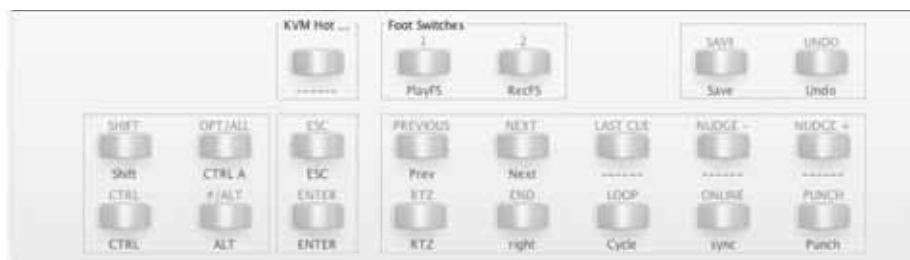 KVM Hot ...
Foot Switches
1 2 SAVE UNDO
------ PlayFS RecFS Save Undo
SHIFT OPT/ALL ESC PREVIOUS NEXT LAST CUE NUDGE - NUDGE +
Shift CTRL A ESC Prev Next ------ ------ ------
CTRL #/ALT ENTER RTZ END LOOP ONLINE PUNCH
CTRL ALT ENTER RTZ right Cycle sync Punch